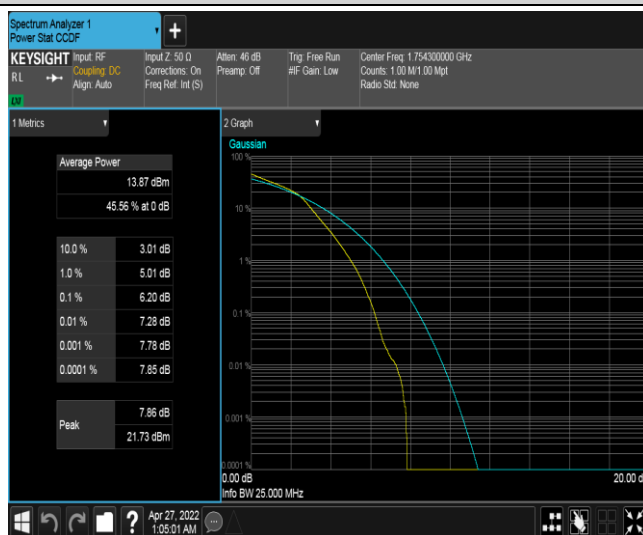 Spectrum Analyzer 1
Power Stat CCDF
+
KEYSIGHT
RL
Input: RF
Coupling: DC
Align: Auto
Input Z: 50 Ω
Corrections: On
Freq Ref: Int (S)
Atten: 46 dB
Preamp: Off
Trig: Free Run
#IF Gain: Low
Center Freq: 1.754300000 GHz
Counts: 1.00 M/1.00 Mpt
Radio Std: None
1 Metrics
Average Power
13.87 dBm
45.56 % at 0 dB
10.0 % 3.01 dB
1.0 % 5.01 dB
0.1 % 6.20 dB
0.01 % 7.28 dB
0.001 % 7.78 dB
0.0001 % 7.85 dB
Peak
7.86 dB
21.73 dBm
2 Graph
Gaussian
100 %
10 %
1 %
0.1 %
0.01 %
0.001 %
0.0001 %
0.00 dB
20.00 d
Info BW 25.000 MHz
?
Apr 27, 2022
1:05:01 AM